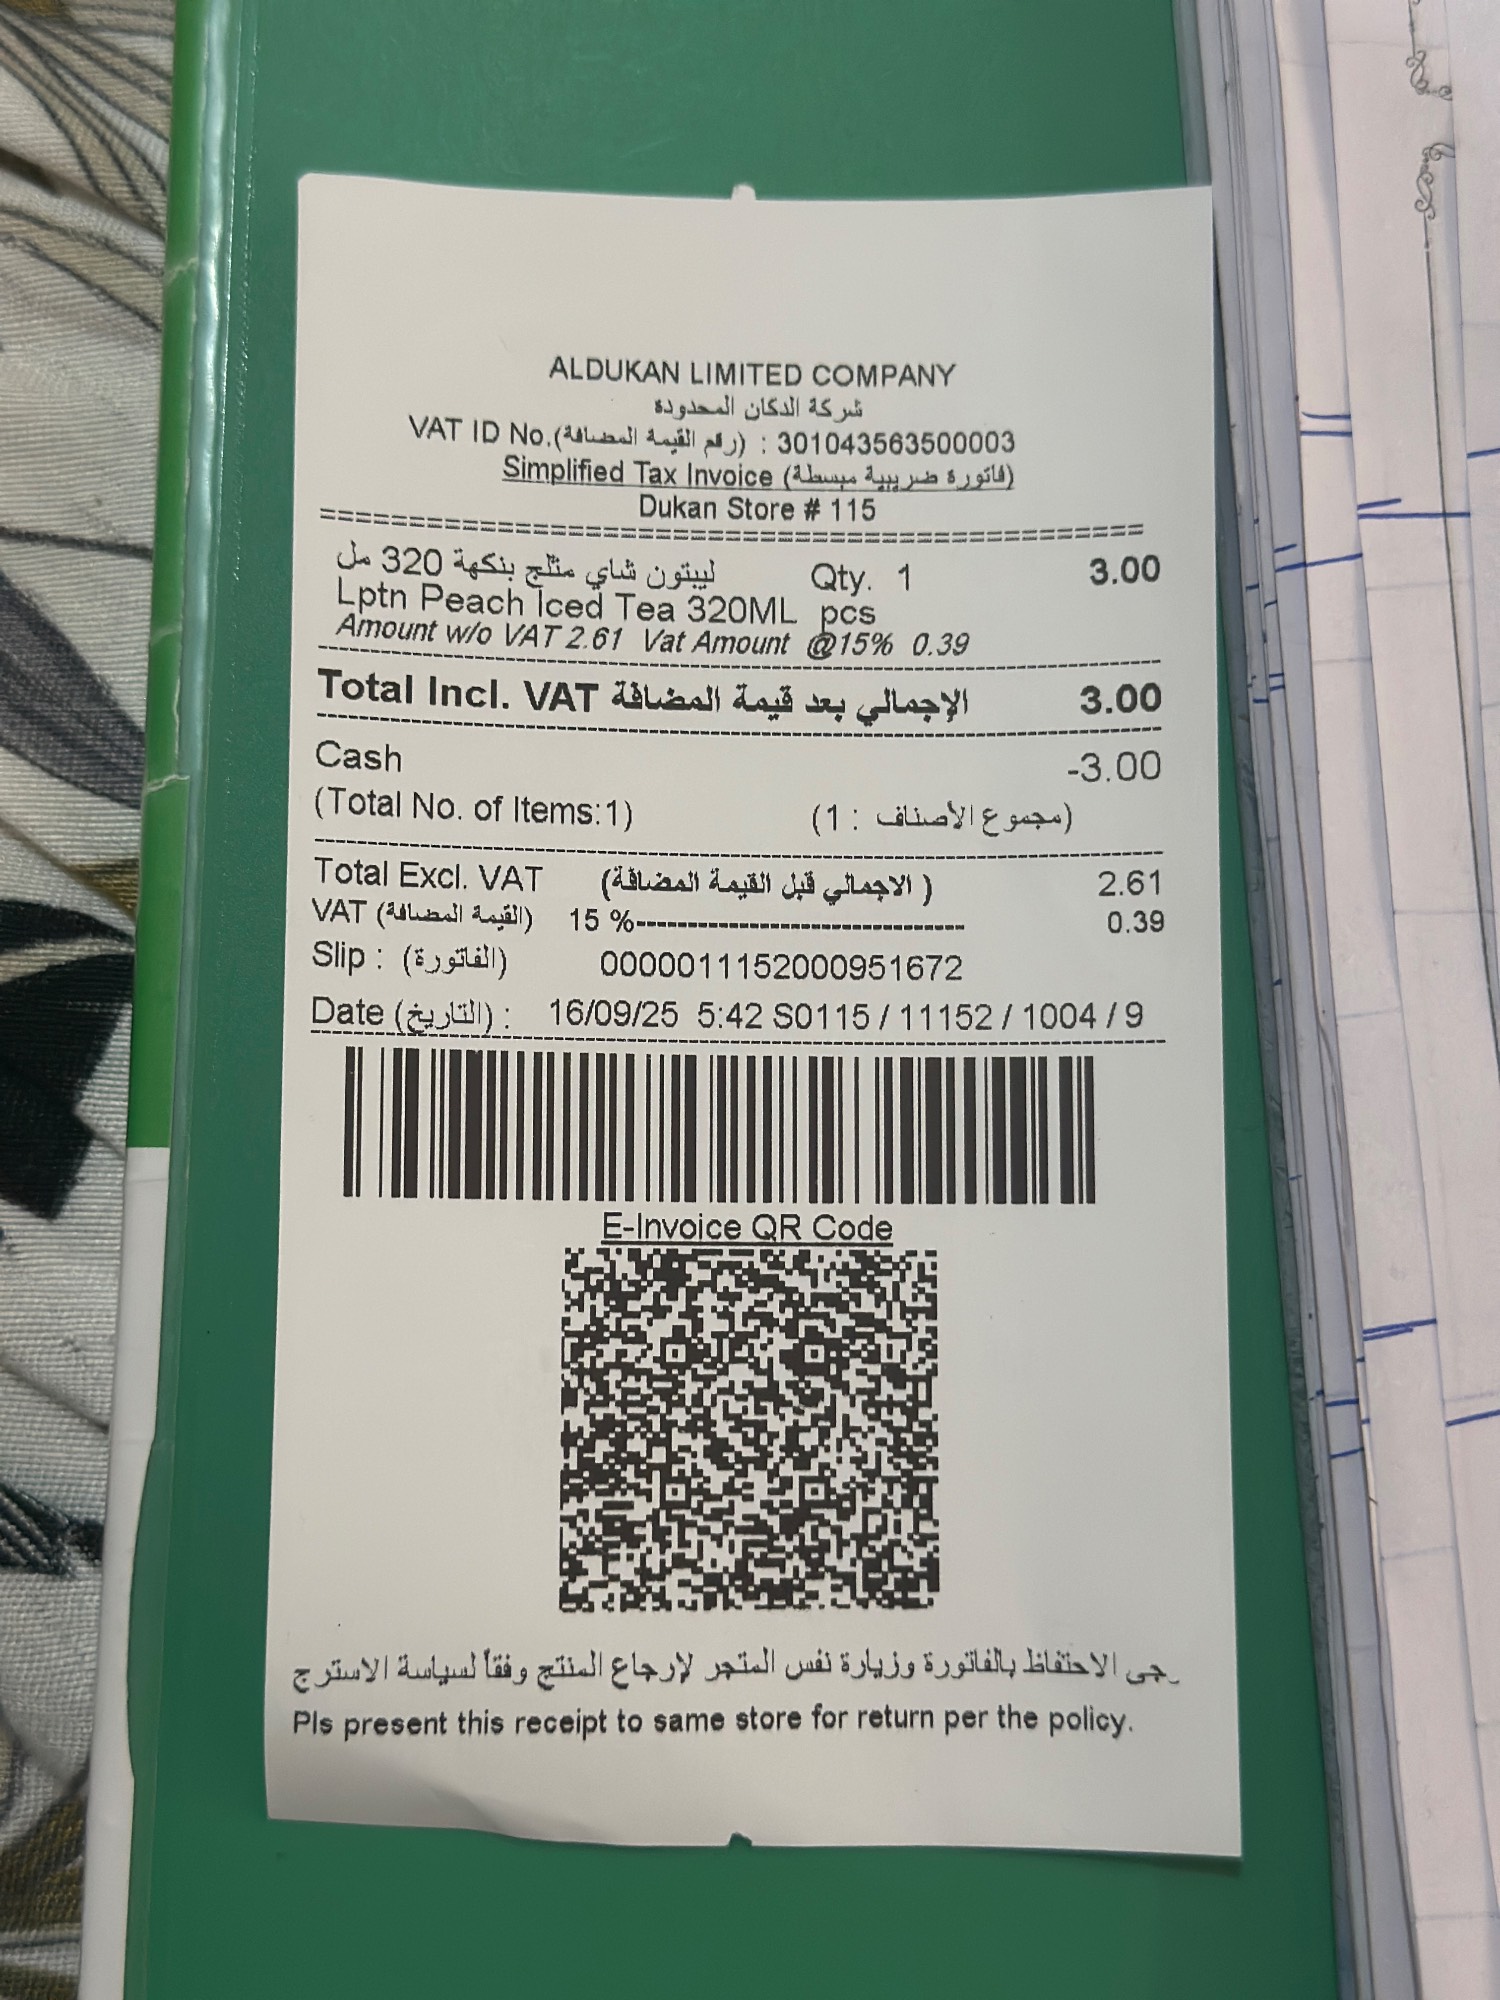 ALDUKAN LIMITED COMPANY
شركة الدكان المحدودة
VAT ID No.(رقم القيمة المضافة) : 301043563500003
Simplified Tax Invoice (فاتورة ضريبية مبسطة)
Dukan Store # 115
ليبتون شاي مثلج بنكهة 320 مل Qty. 1 3.00
Lptn Peach Iced Tea 320ML pcs
Amount w/o VAT 2.61 Vat Amount @15% 0.39
Total Incl. VAT الإجمالي بعد قيمة المضافة 3.00
Cash -3.00
(Total No. of Items:1) (مجموع الأصناف : 1)
Total Excl. VAT (الاجمالي قبل القيمة المضافة ) 2.61
VAT (القيمة المضافة) 15 %------------------------------ 0.39
Slip : (الفاتورة) 0000011152000951672
Date (التاريخ) : 16/09/25 5:42 S0115 / 11152 / 1004 / 9
E-Invoice QR Code
جى الاحتفاظ بالفاتورة وزيارة نفس المتجر لإرجاع المنتج وفقاً لسياسة الاسترج
Pls present this receipt to same store for return per the policy.